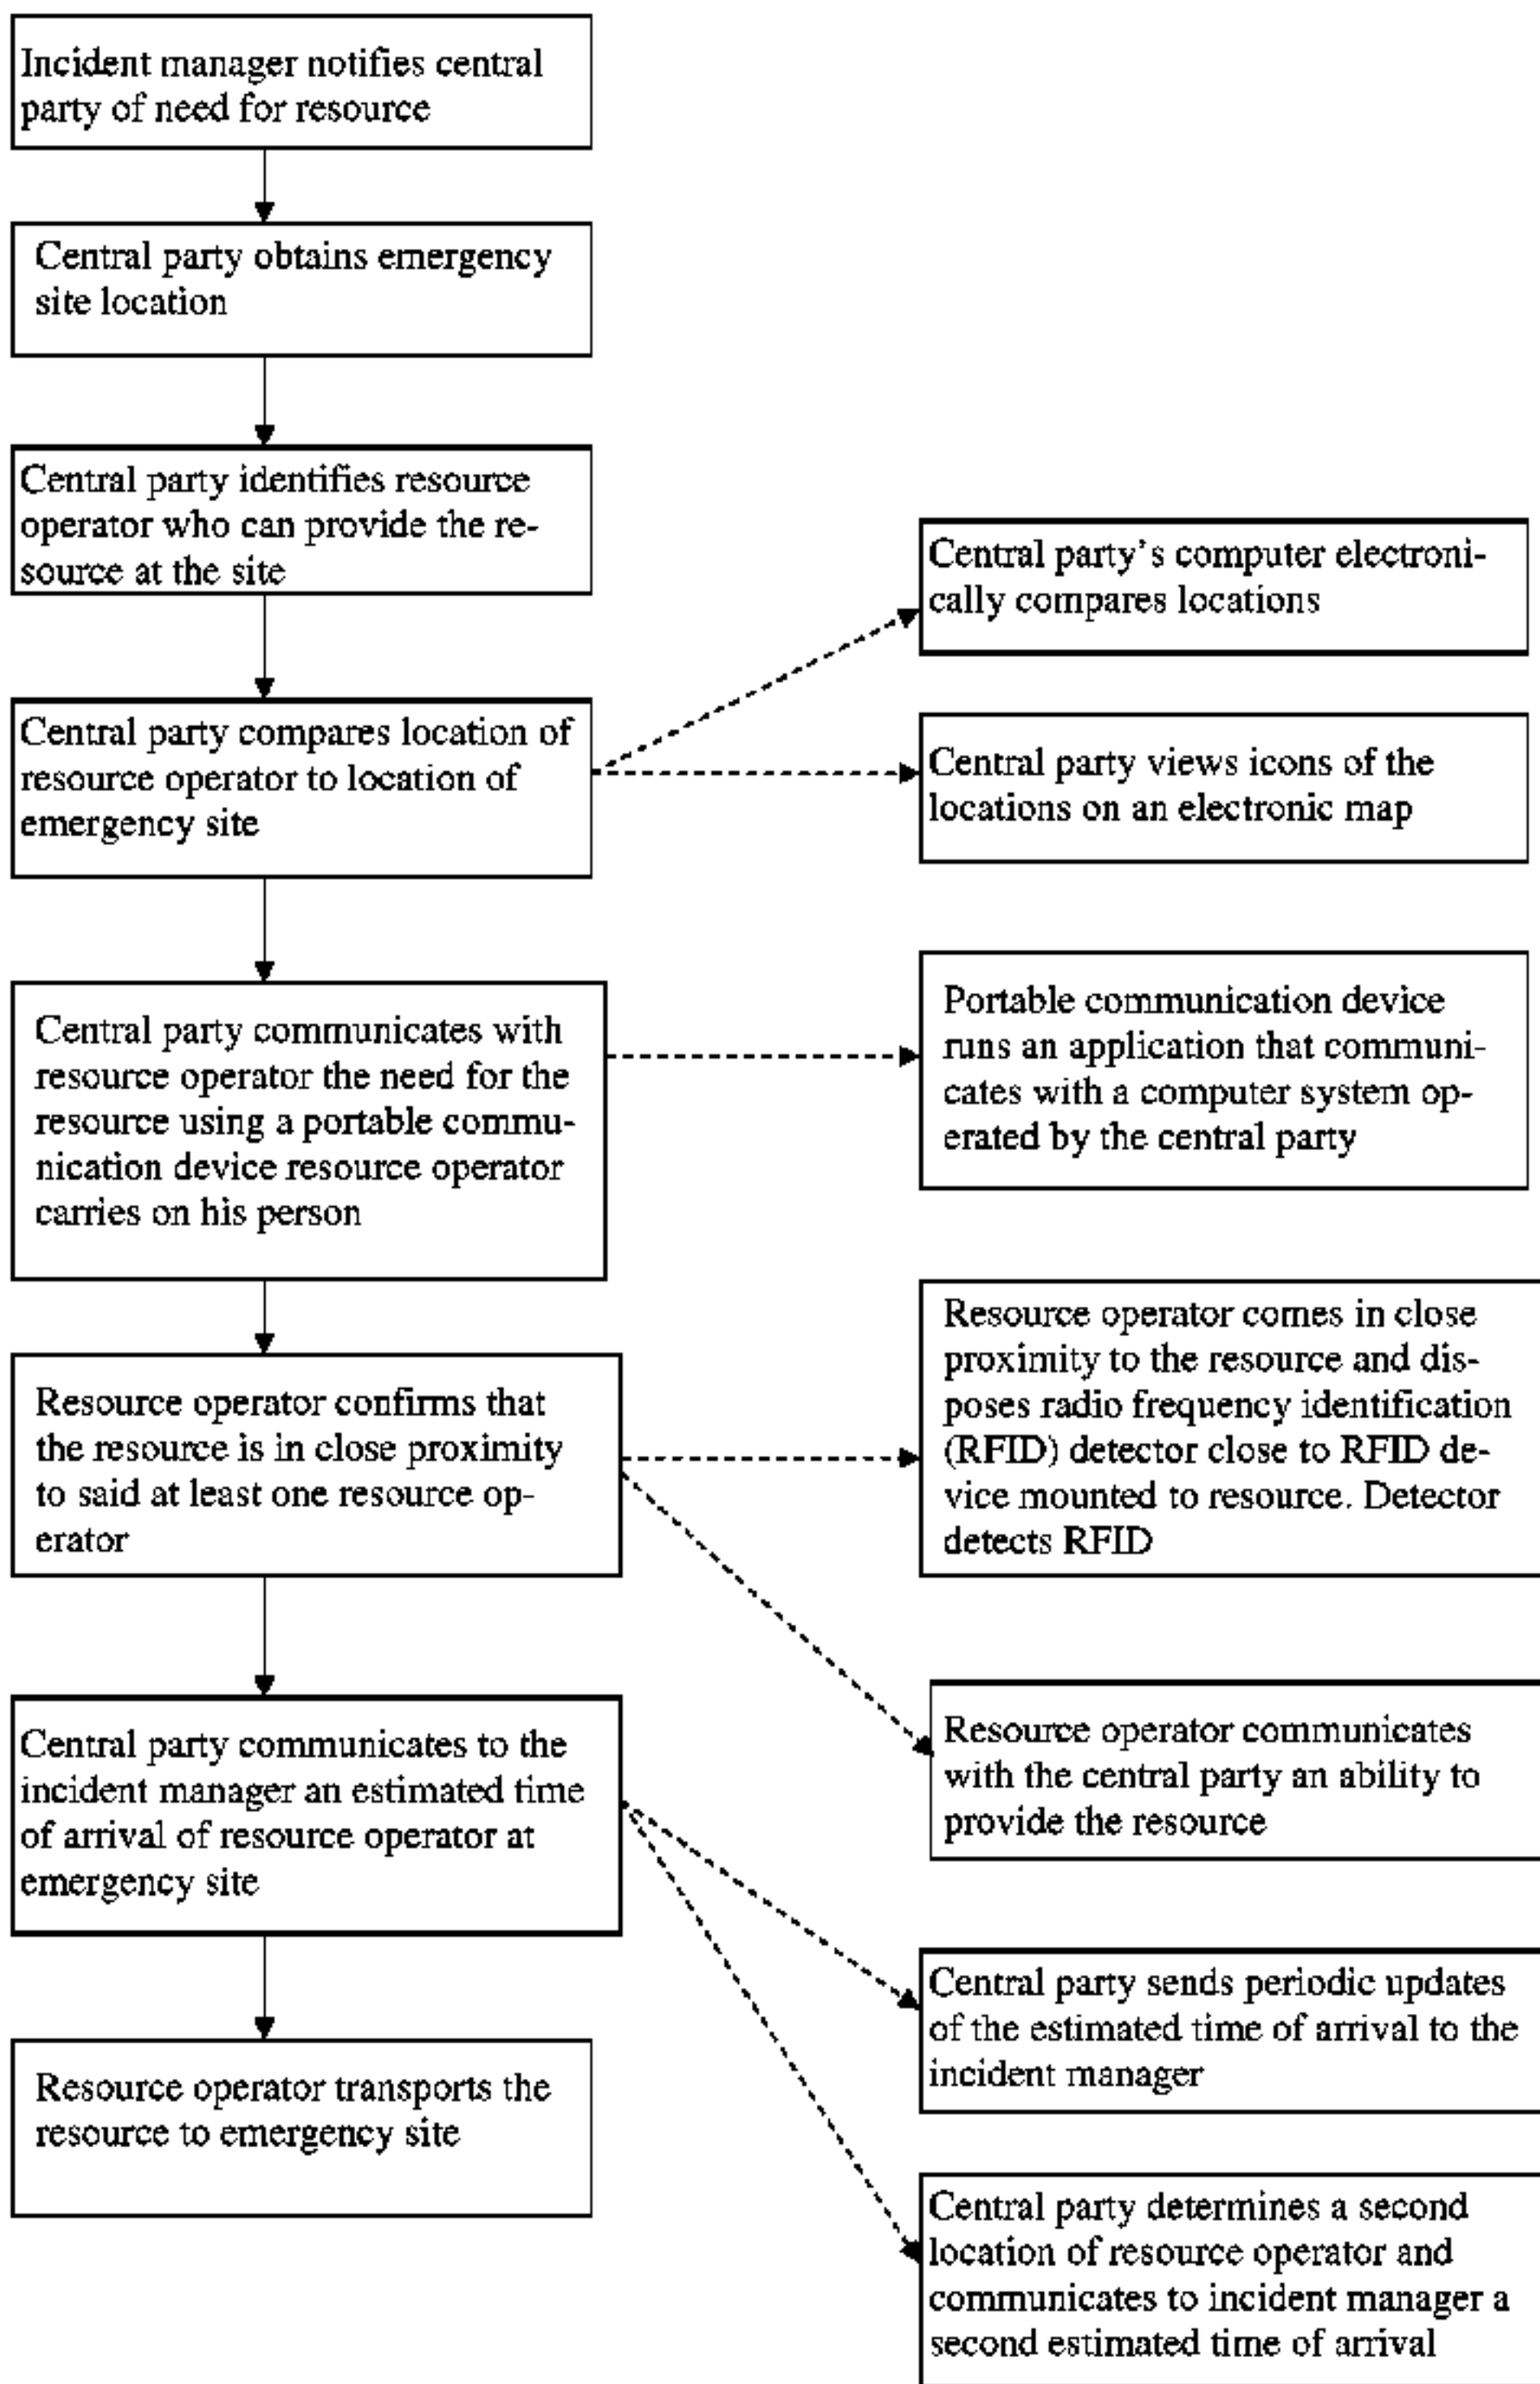 Incident manager notifies central
party of need for resource
Central party obtains emergency
site location
Central party identifies resource
operator who can provide the re-
source at the site
Central party compares location of
resource operator to location of
emergency site
Central party's computer electroni-
cally compares locations
Central party views icons of the
locations on an electronic map
Central party communicates with
resource operator the need for the
resource using a portable commu-
nication device resource operator
carries on his person
Portable communication device
runs an application that communi-
cates with a computer system op-
erated by the central party
Resource operator confirms that
the resource is in close proximity
to said at least one resource op-
erator
Resource operator comes in close
proximity to the resource and dis-
poses radio frequency identification
(RFID) detector close to RFID de-
vice mounted to resource. Detector
detects RFID
Resource operator communicates
with the central party an ability to
provide the resource
Central party communicates to the
incident manager an estimated time
of arrival of resource operator at
emergency site
Central party sends periodic updates
of the estimated time of arrival to the
incident manager
Central party determines a second
location of resource operator and
communicates to incident manager a
second estimated time of arrival
Resource operator transports the
resource to emergency site